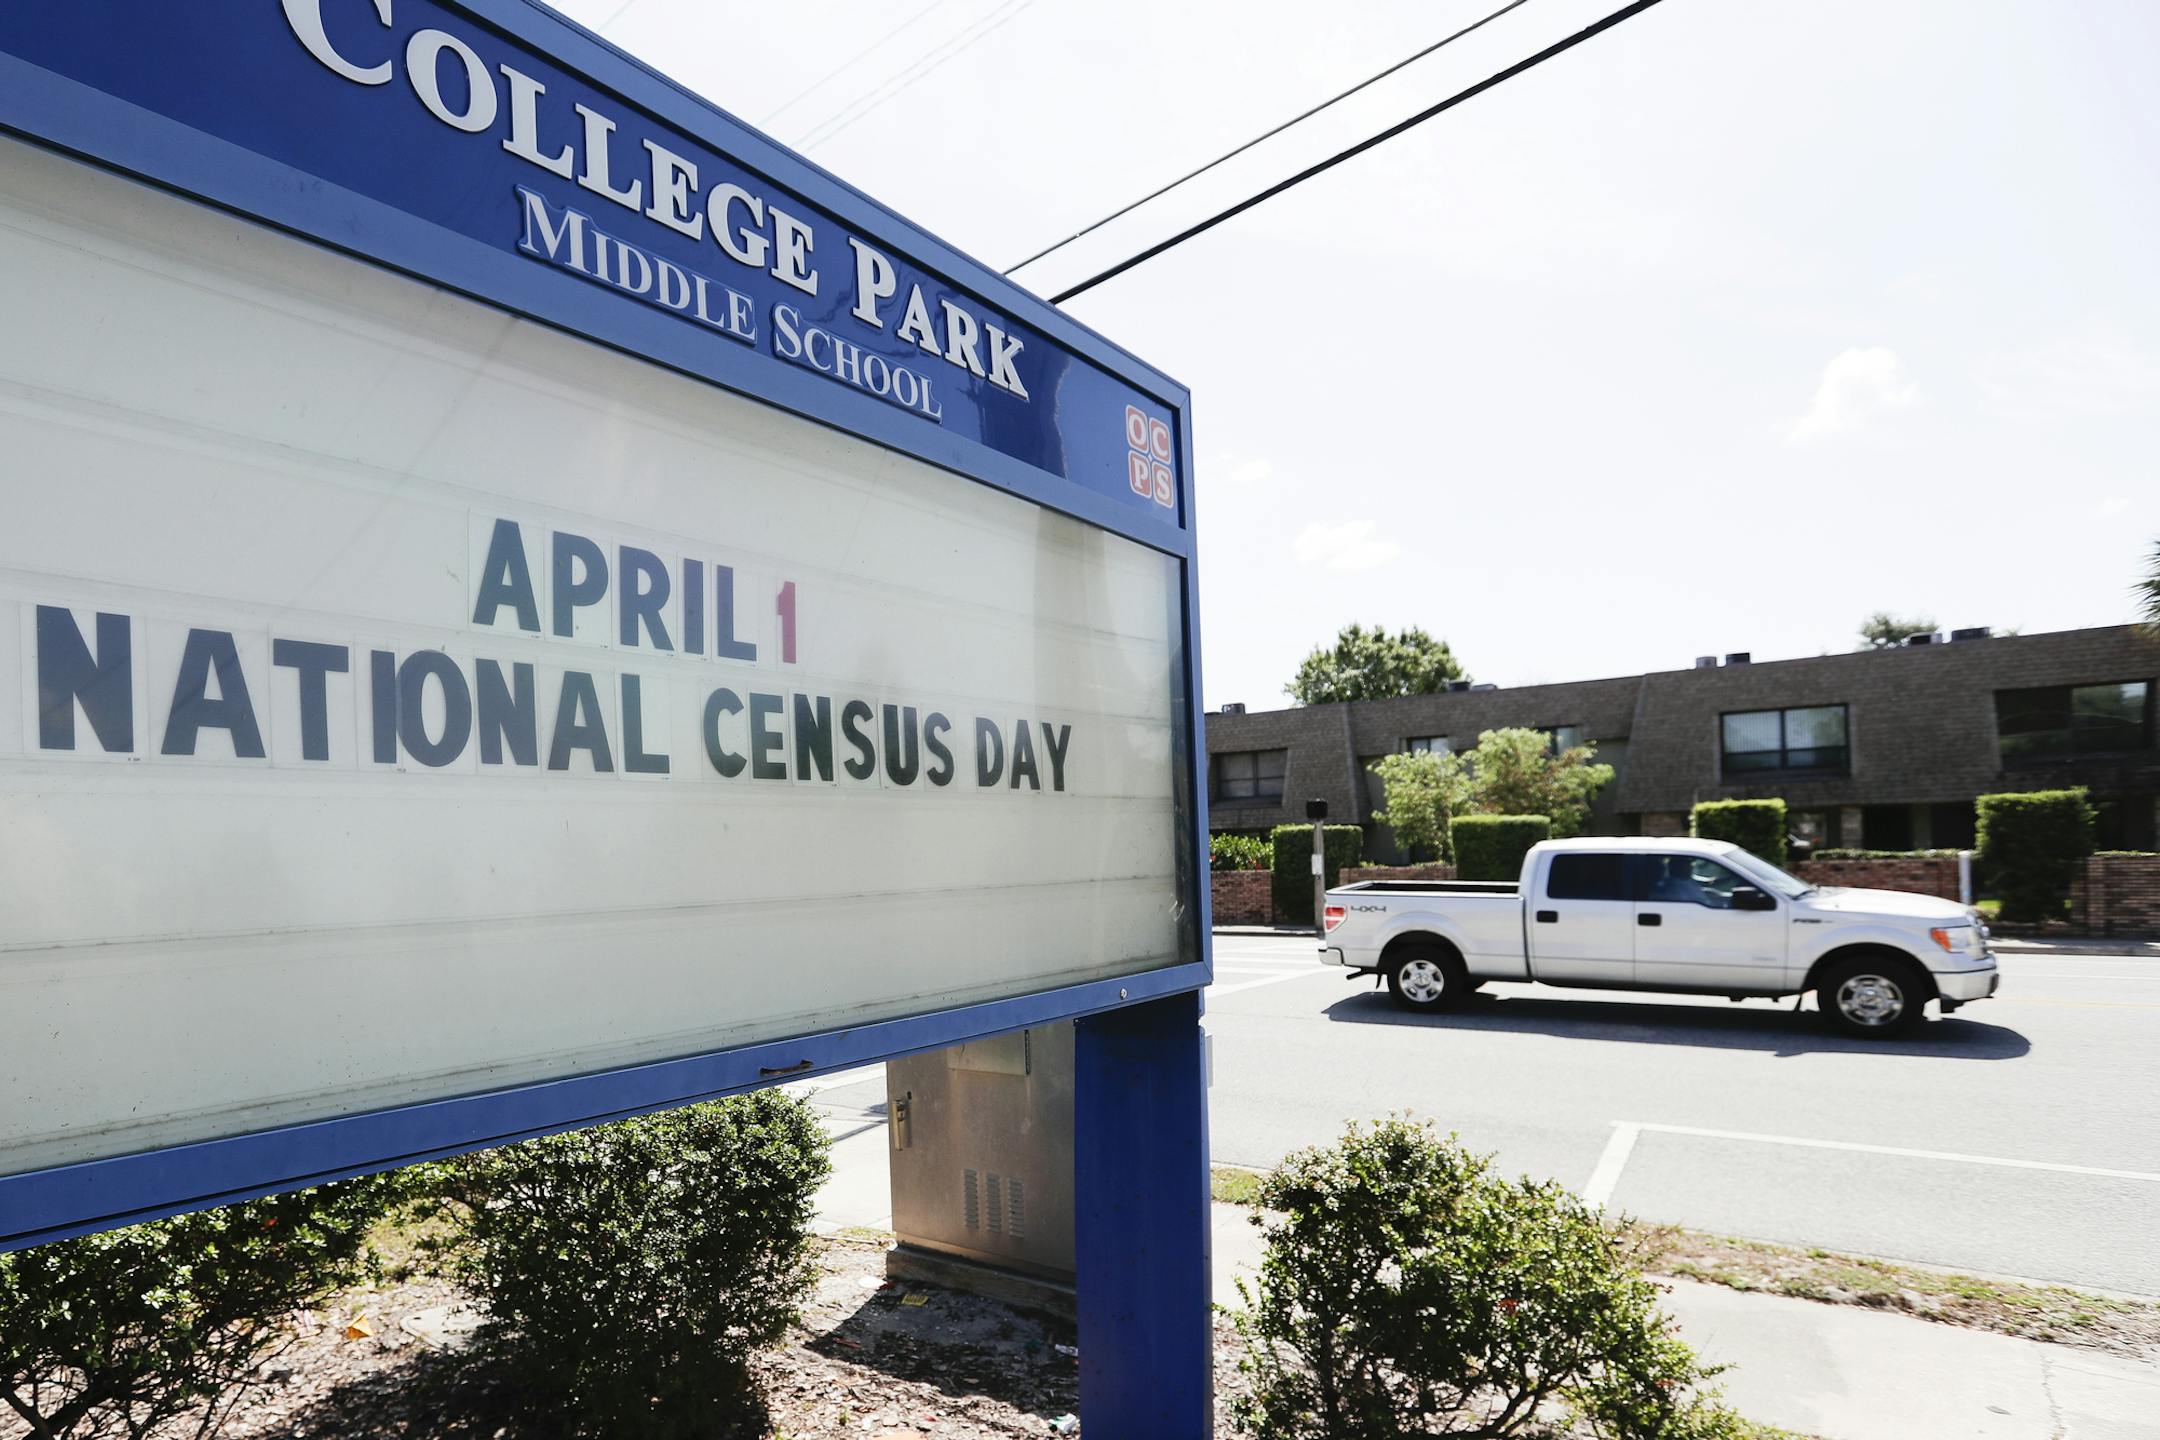 COLLEGE PARK
MIDDLE SCHOOL
OC
PS
APRIL 1
NATIONAL CENSUS DAY
4X4